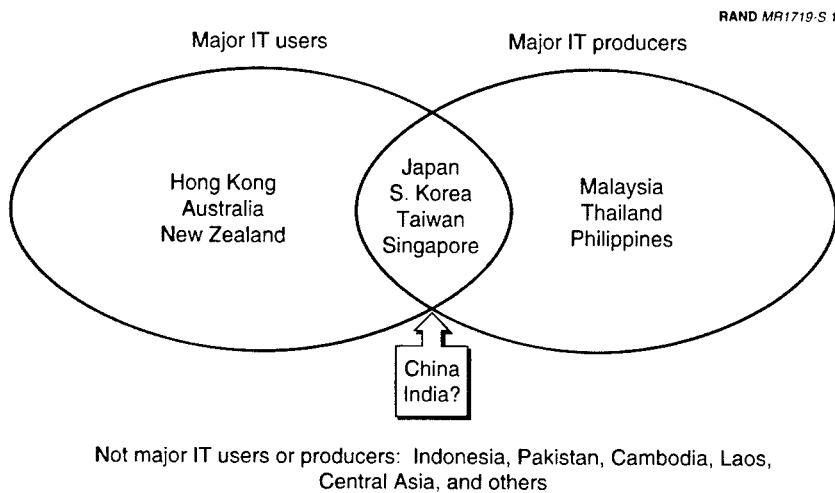 RAND MR1719-S 1
Major IT users
Major IT producers
Hong Kong
Australia
New Zealand
Japan
S. Korea
Taiwan
Singapore
Malaysia
Thailand
Philippines
China
India?
Not major IT users or producers: Indonesia, Pakistan, Cambodia, Laos,
Central Asia, and others